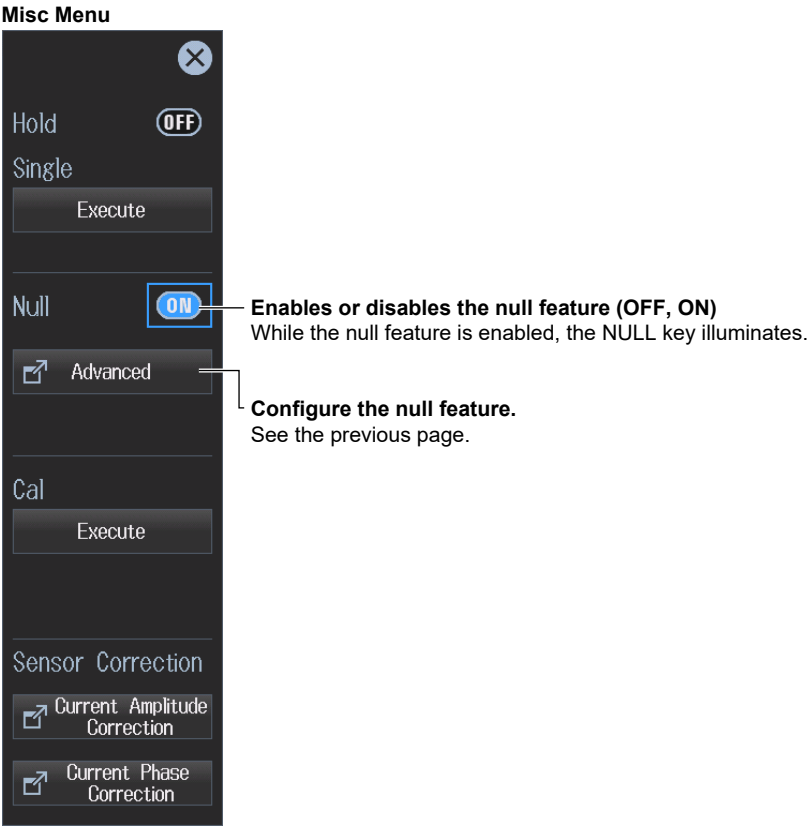 Misc Menu
Hold OFF
Single
Execute
Null ON
Enables or disables the null feature (OFF, ON)
While the null feature is enabled, the NULL key illuminates.
Advanced
Configure the null feature.
See the previous page.
Cal
Execute
Sensor Correction
Current Amplitude
Correction
Current Phase
Correction